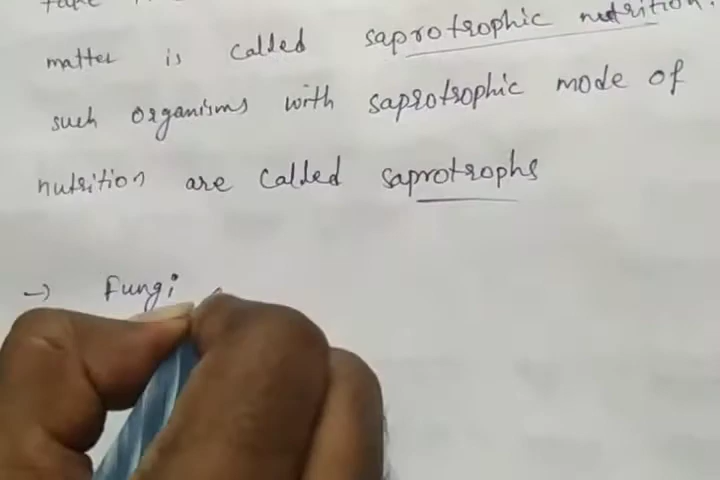 matter is called saprotrophic nutrition.
such organisms with saprotrophic mode of
nutrition are called saprotrophs
→ Fungi